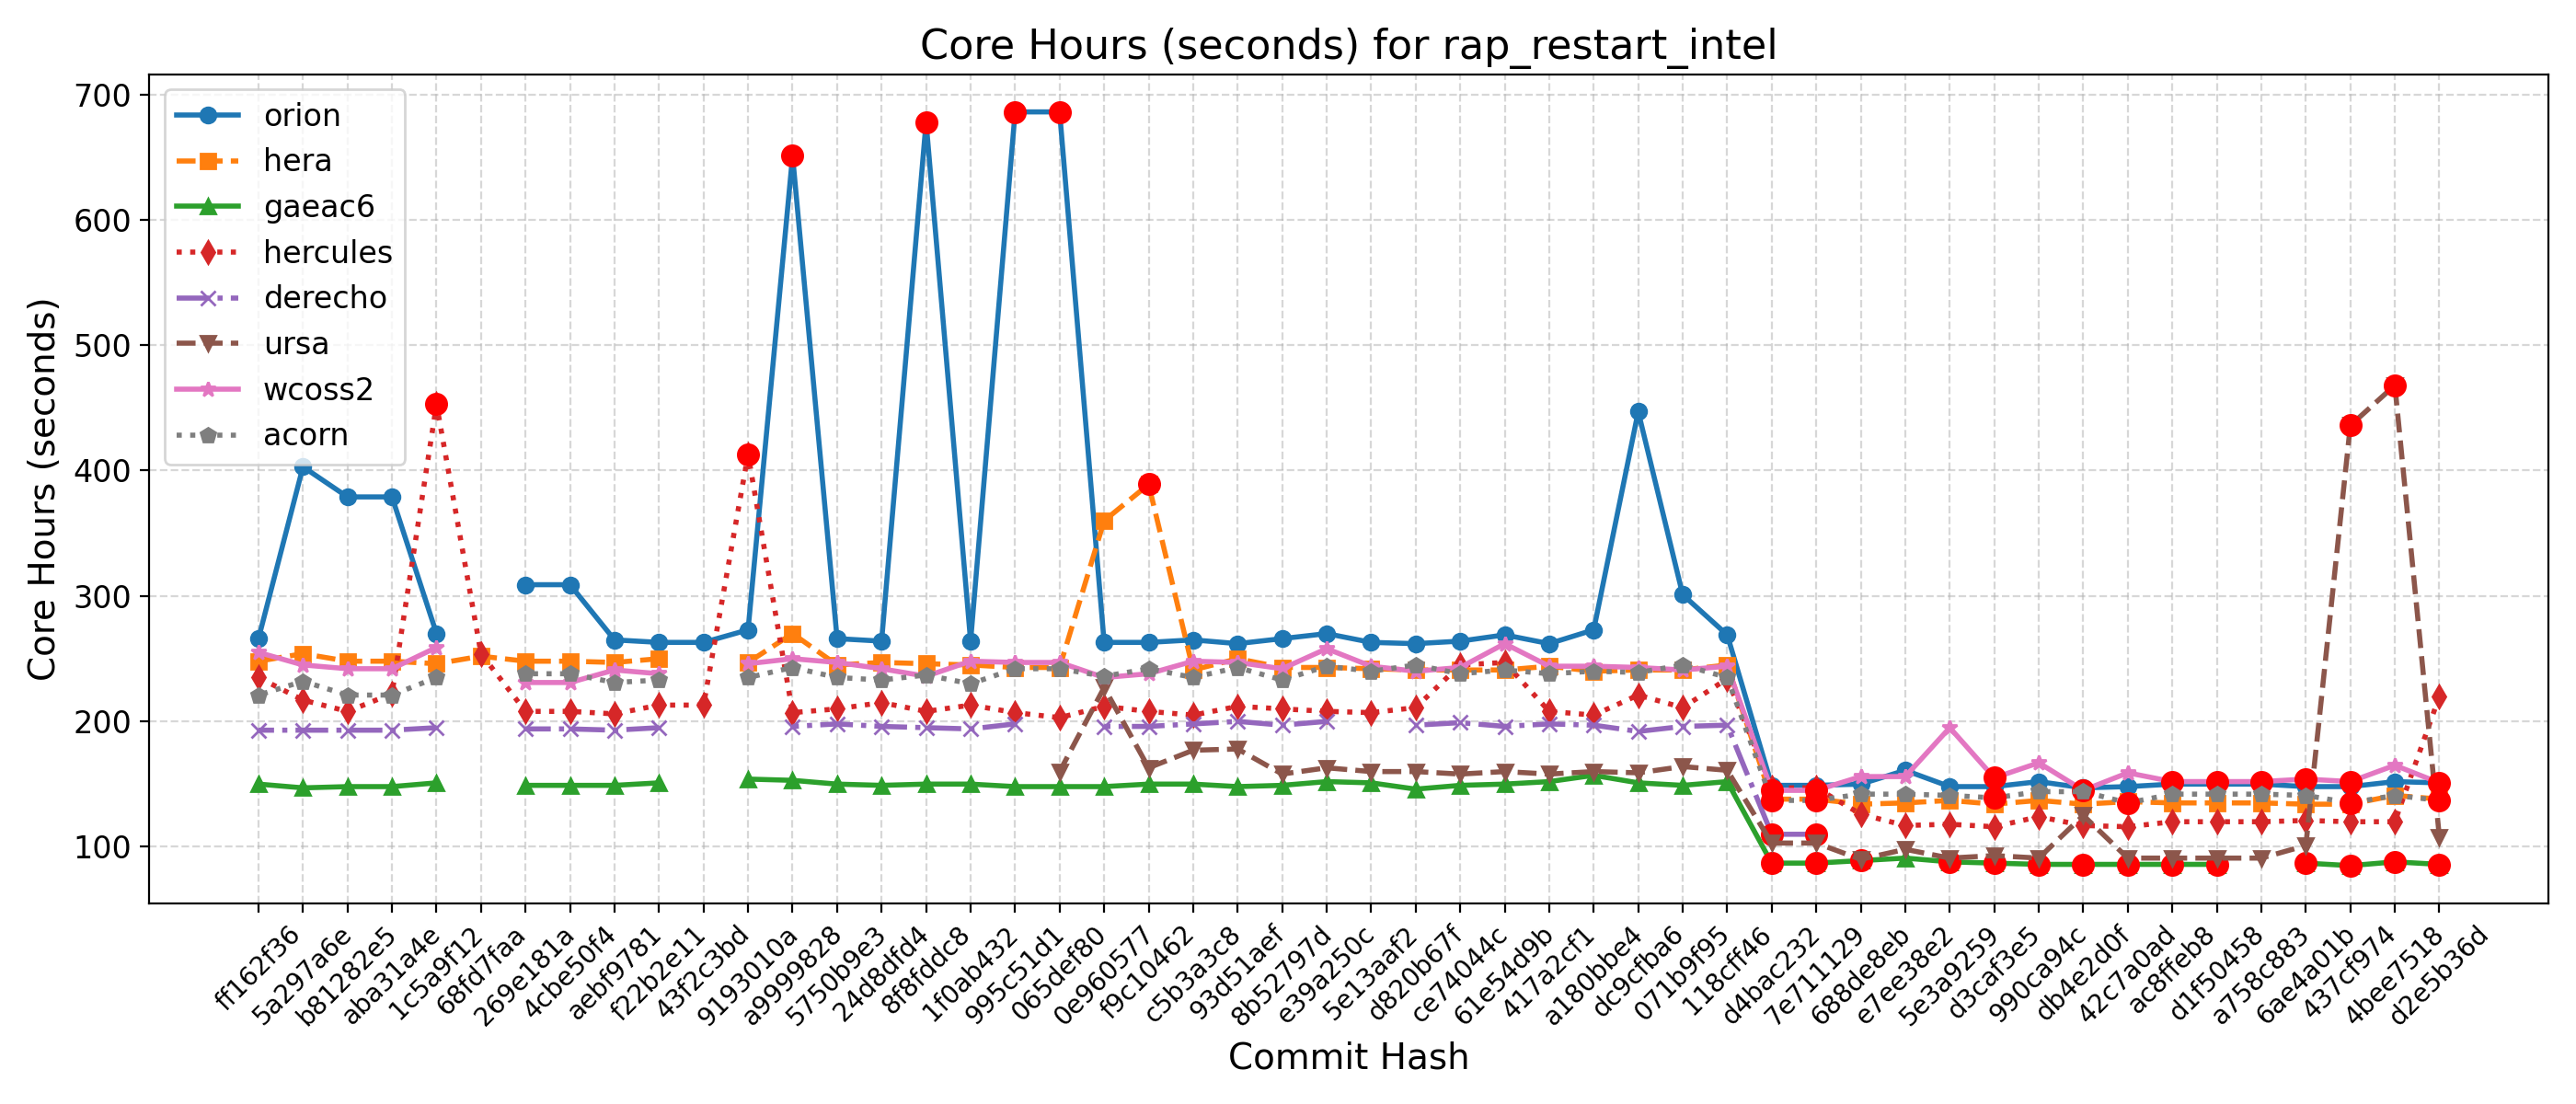 Core Hours (seconds) for rap_restart_intel
Core Hours (seconds)
700
600
500
400
300
200
100
orion
hera
gaeac6
hercules
derecho
ursa
wcoss2
acorn
ff162f36
5a297a6e
b81282e5
aba31a4e
1c5a9f12
68fd7faa
269e181a
4cbe50f4
aebf9781
f22b2e11
43f2c3bd
9193010a
a9999828
5750b9e3
24d8dfd4
8f8fddc8
1f0ab432
995c51d1
065def80
0e960577
f9c10462
c5b3a3c8
93d51aef
8b52797d
e39a250c
5e13aaf2
d820b67f
ce74044c
61e54d9b
417a2cf1
a180bbe4
dc9cfba6
071b9f95
118cff46
d4bac232
7e711129
688de8eb
e7ee38e2
5e3a9259
d3caf3e5
990ca94c
db4e2d0f
42c7a0ad
ac8ffeb8
d1f50458
a758c883
6ae4a01b
437cf974
4bee7518
d2e5b36d
Commit Hash